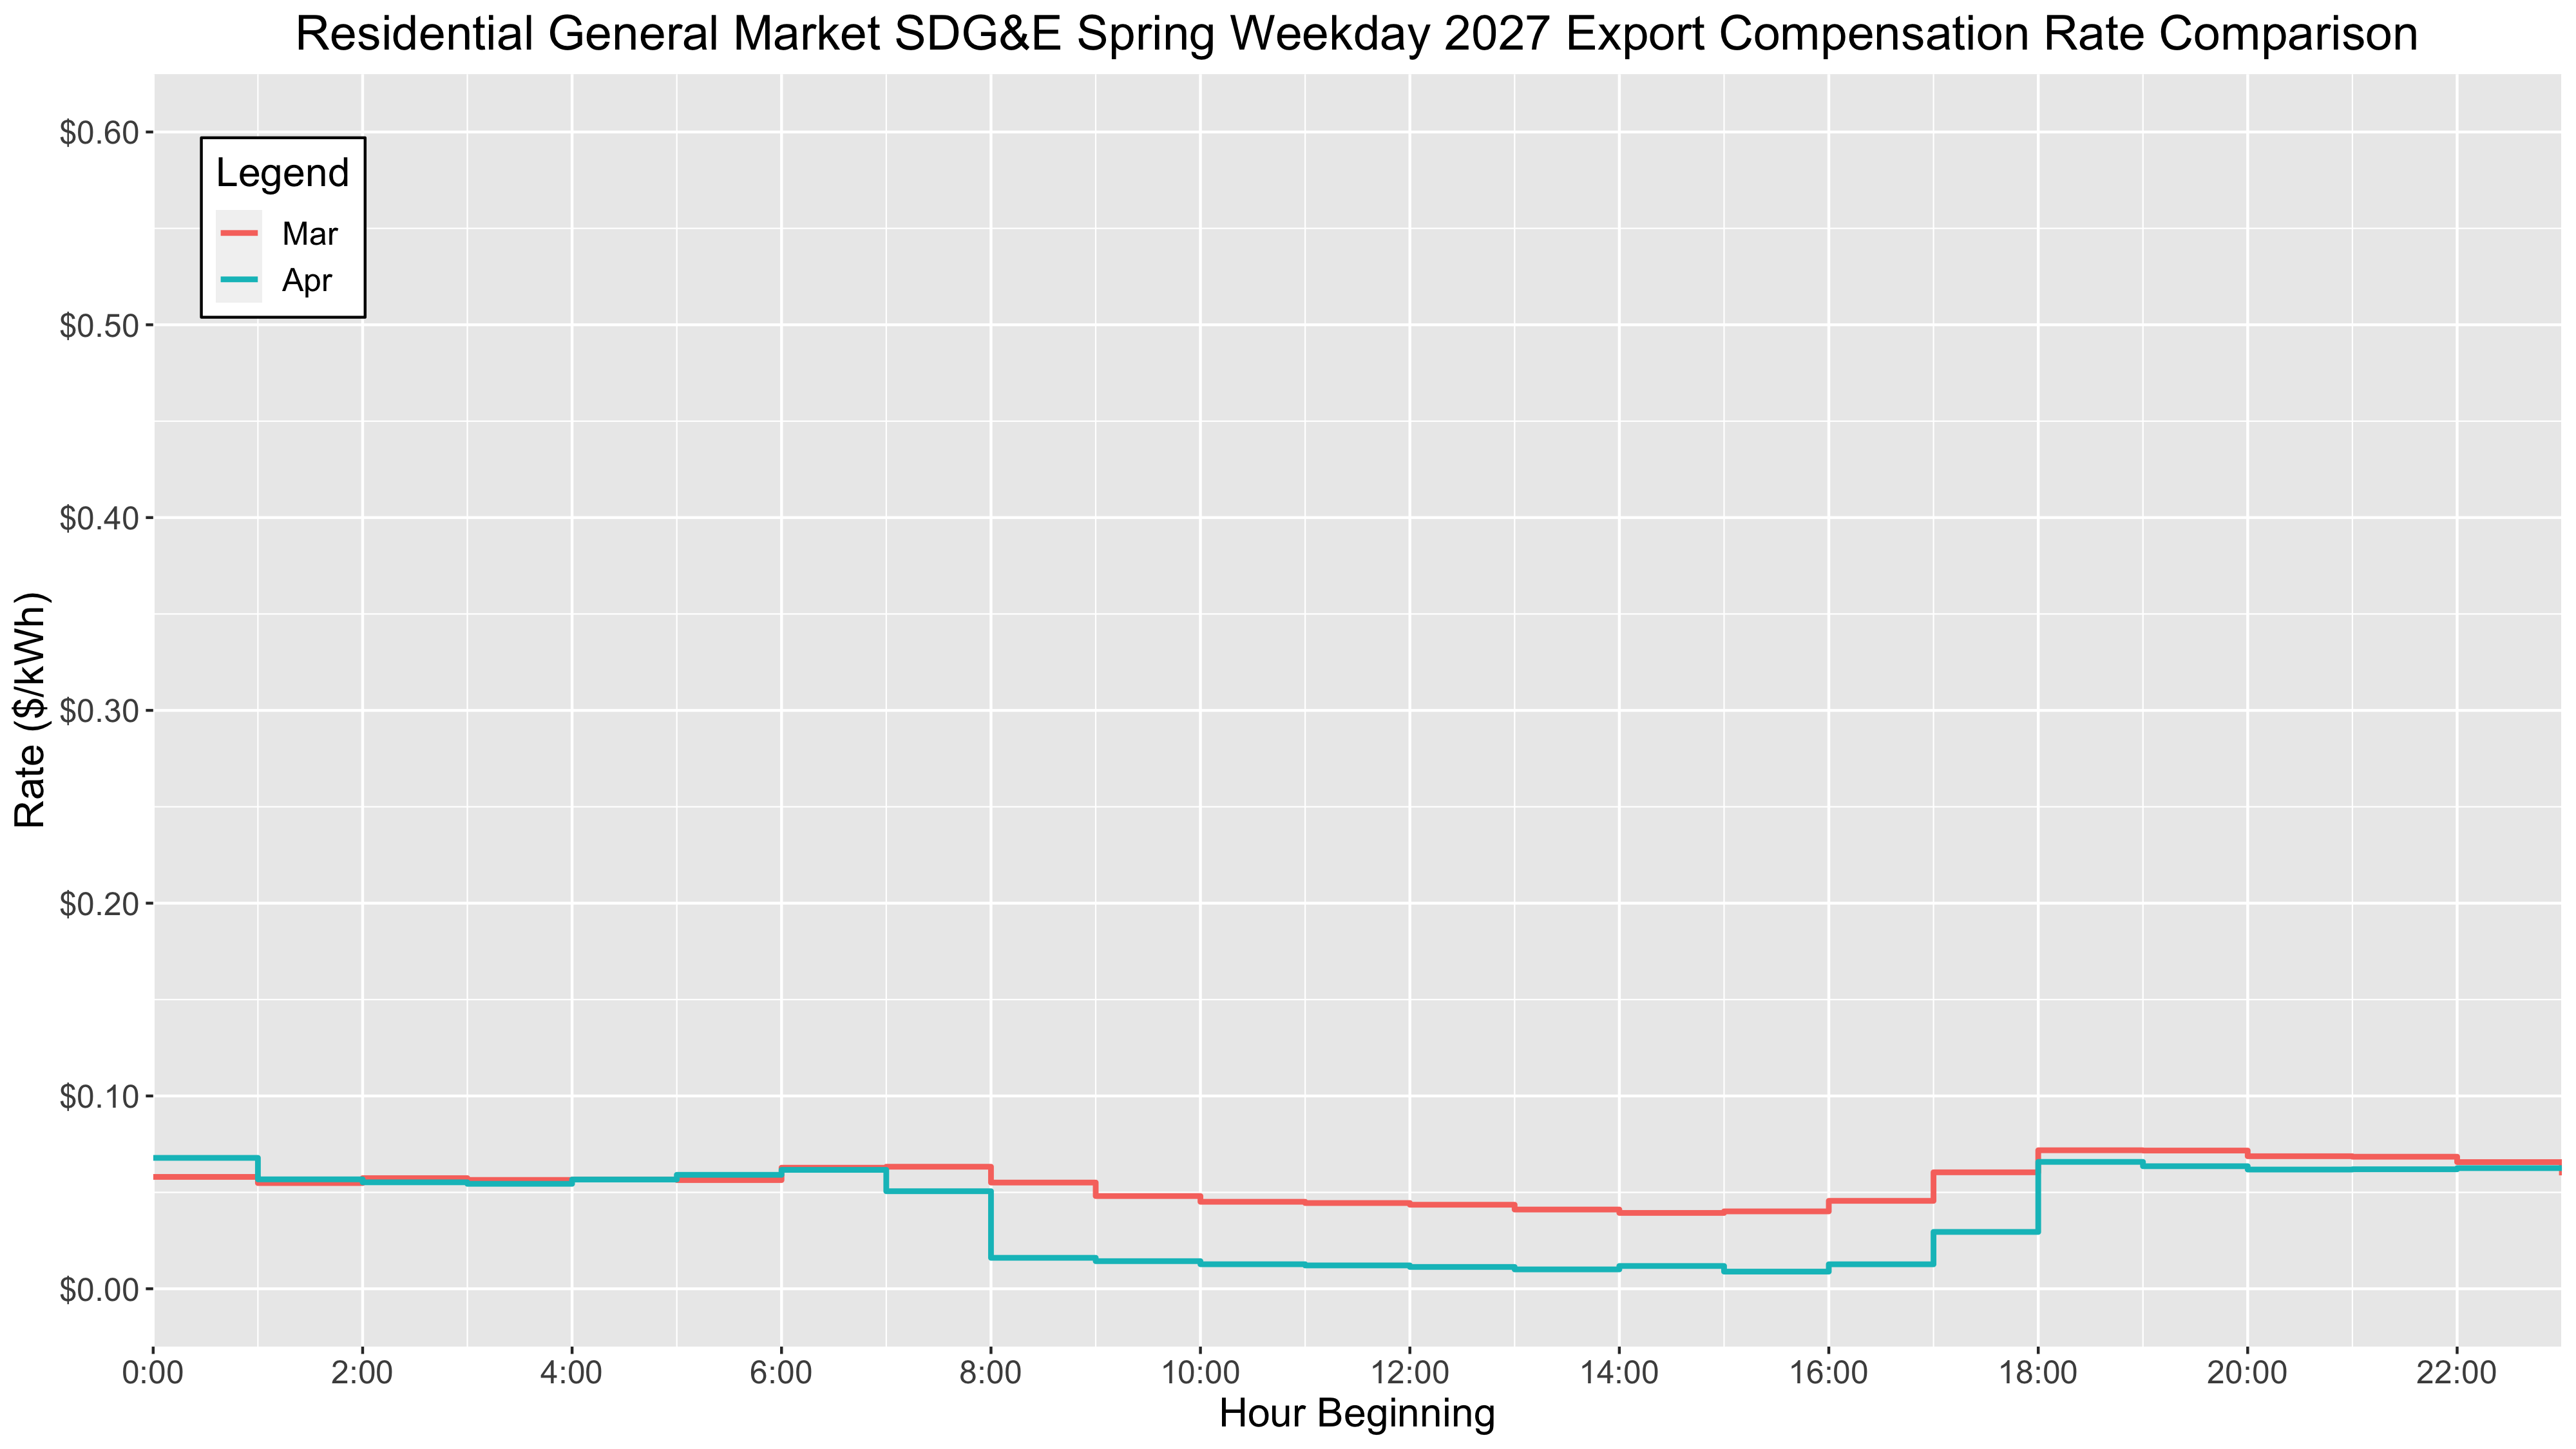 Residential General Market SDG&E Spring Weekday 2027 Export Compensation Rate Comparison
$0.60
Legend
Mar
Apr
$0.50
$0.40
Rate ($/kWh)
$0.30
$0.20
$0.10
$0.00
0:00 2:00 4:00 6:00 8:00 10:00 12:00 14:00 16:00 18:00 20:00 22:00
Hour Beginning